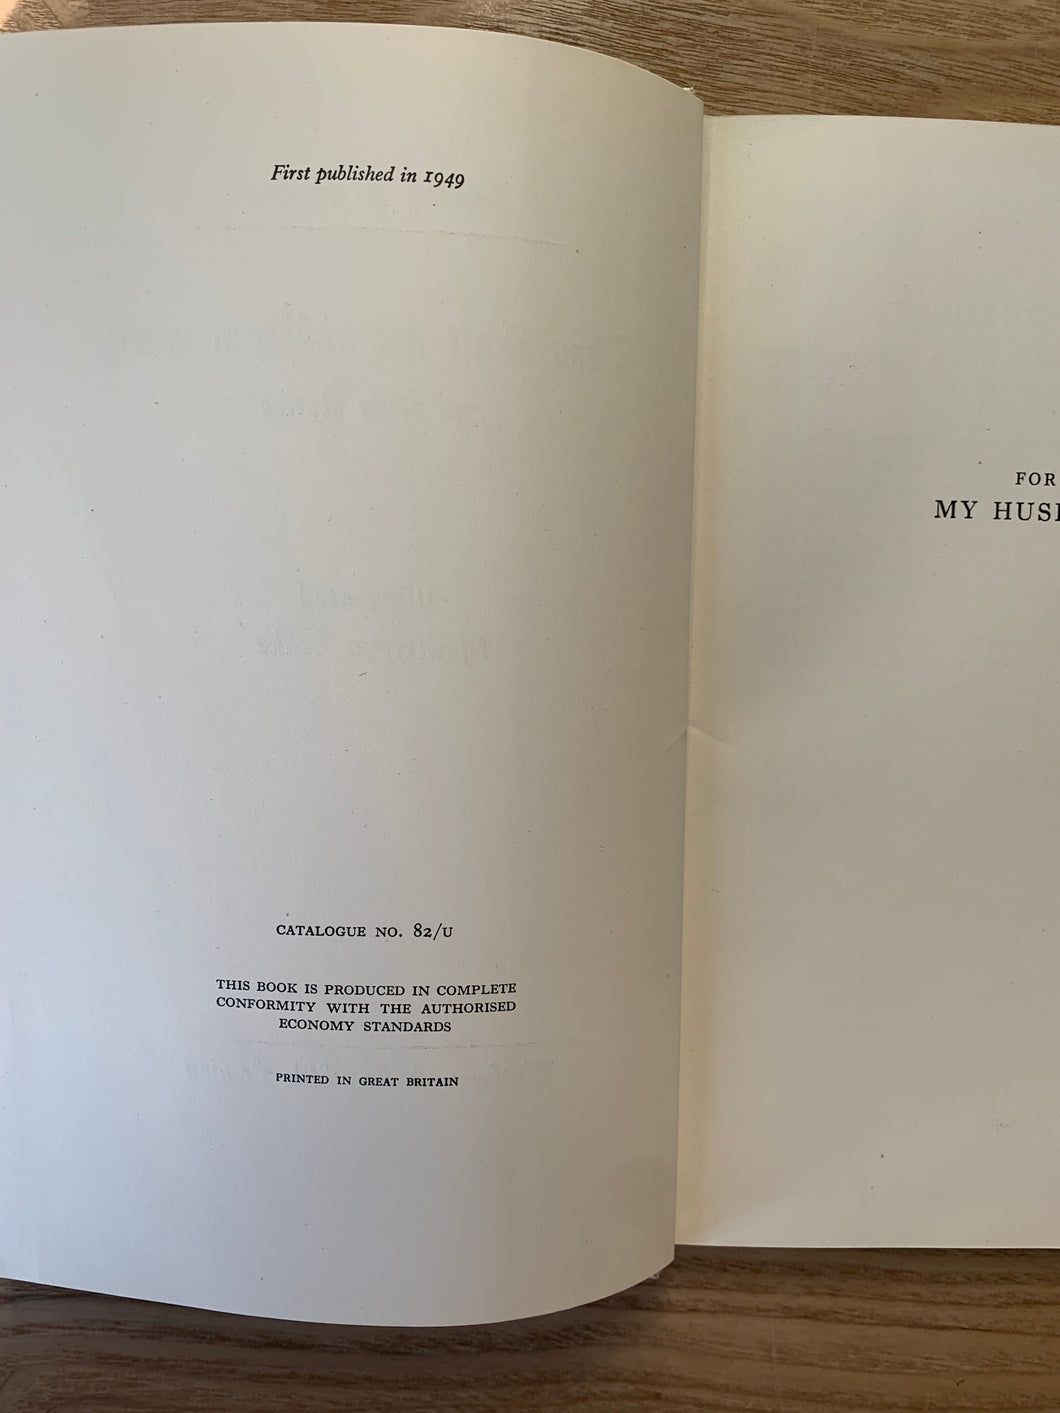 First published in 1949
CATALOGUE NO. 82/U
THIS BOOK IS PRODUCED IN COMPLETE
CONFORMITY WITH THE AUTHORISED
ECONOMY STANDARDS
PRINTED IN GREAT BRITAIN
FOR
MY HUSB